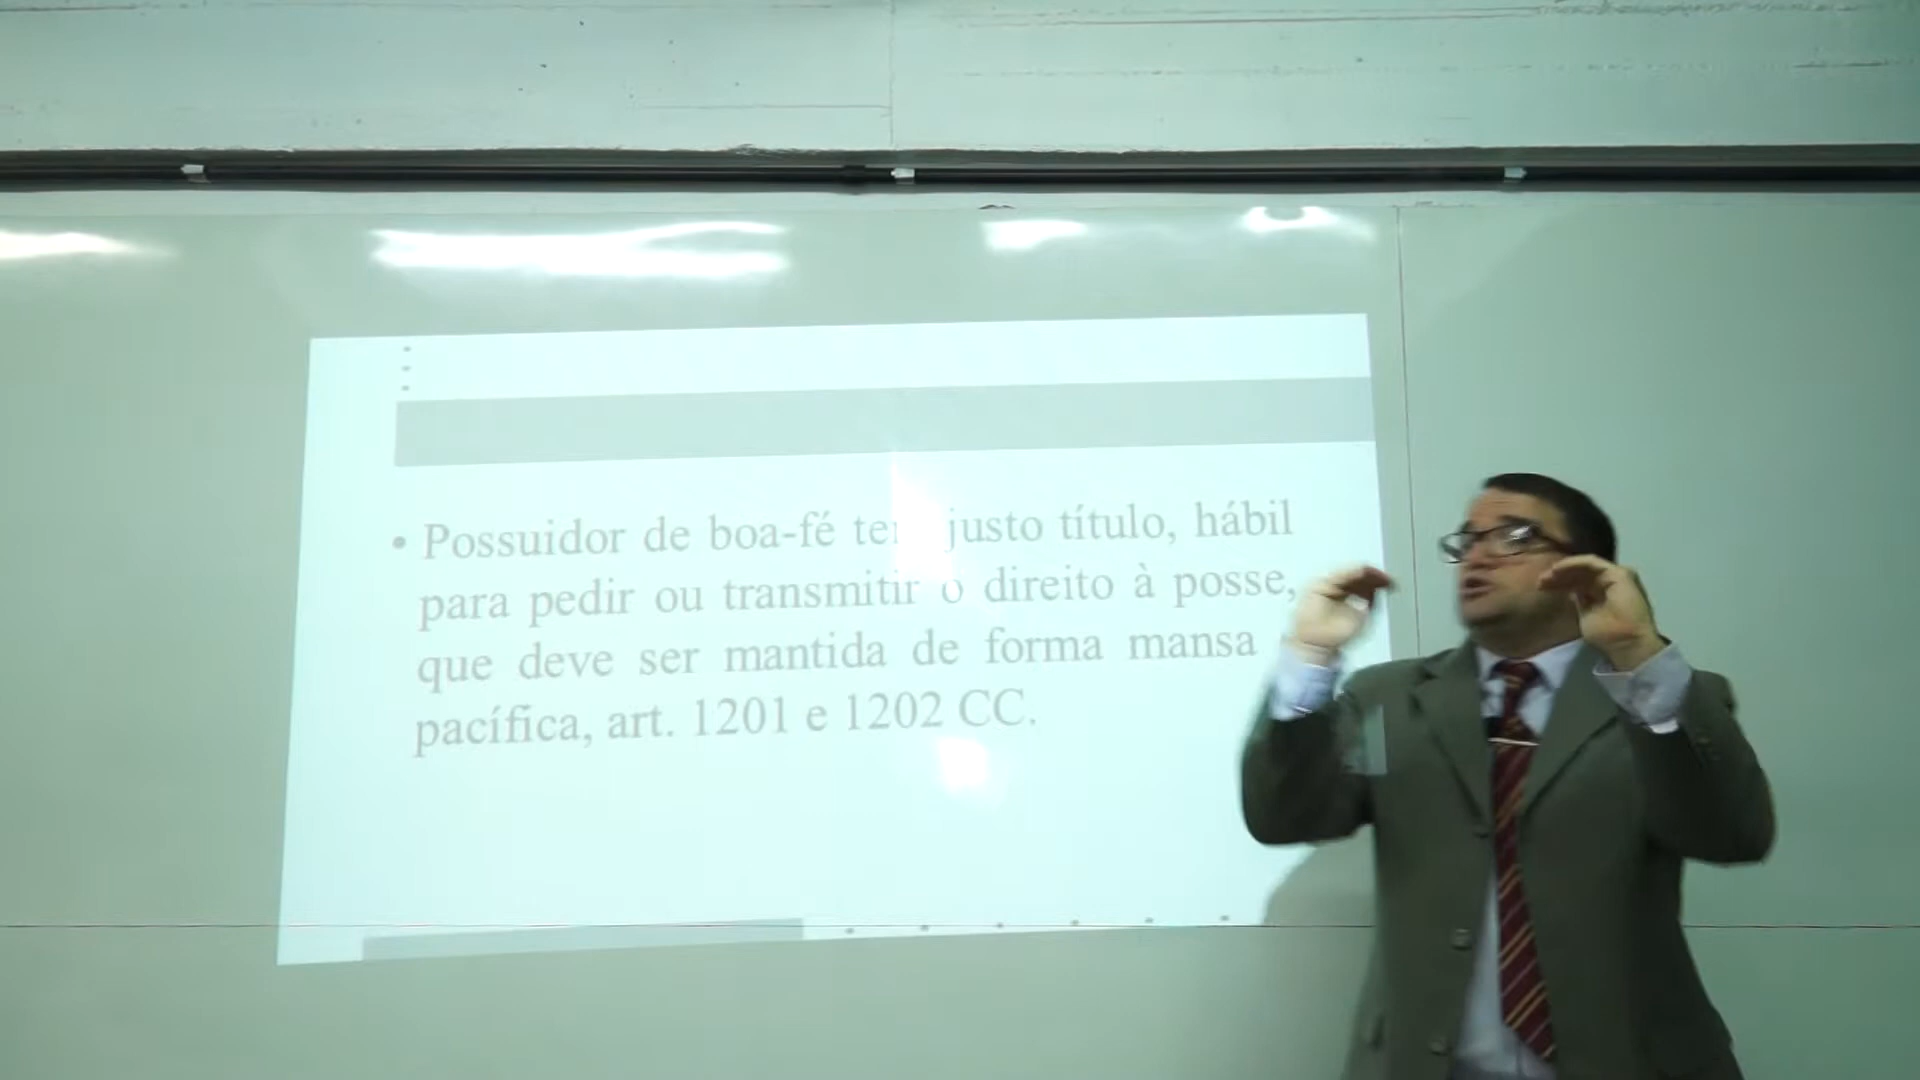 • Possuidor de boa-fé tem justo título, hábil
para pedir ou transmitir o direito à posse,
que deve ser mantida de forma mansa
pacífica, art. 1201 e 1202 CC.